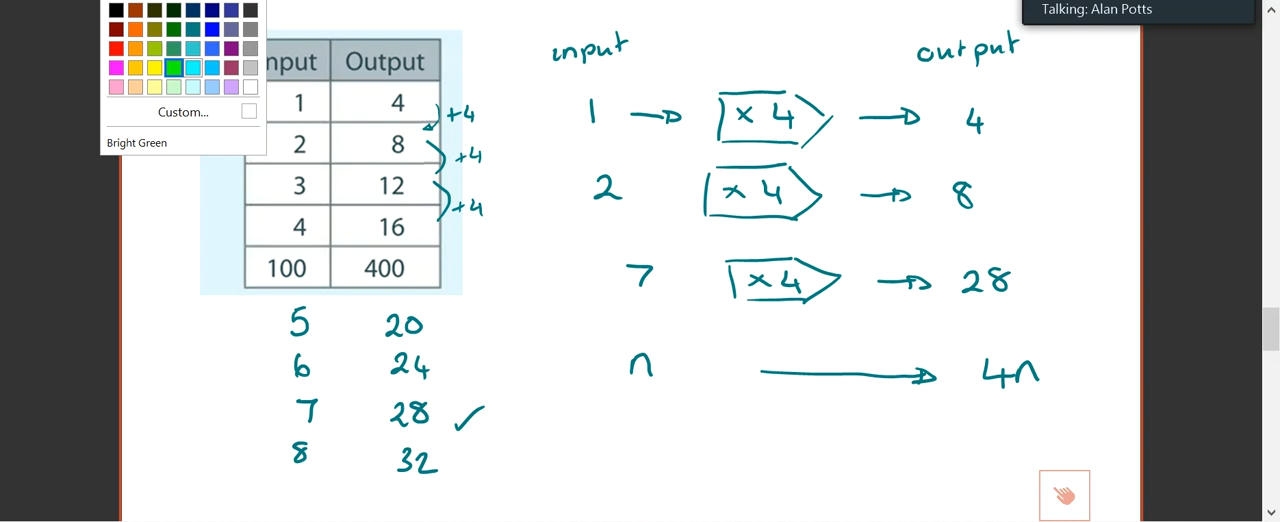 Talking: Alan Potts
Custom...
Bright Green
nput Output
1 4
+4
2 8
+4
3 12
+4
4 16
100 400
5 20
6 24
7 28 ✓
8 32
input output
1 → × 4 → 4
2 × 4 → 8
7 × 4 → 28
n → 4n